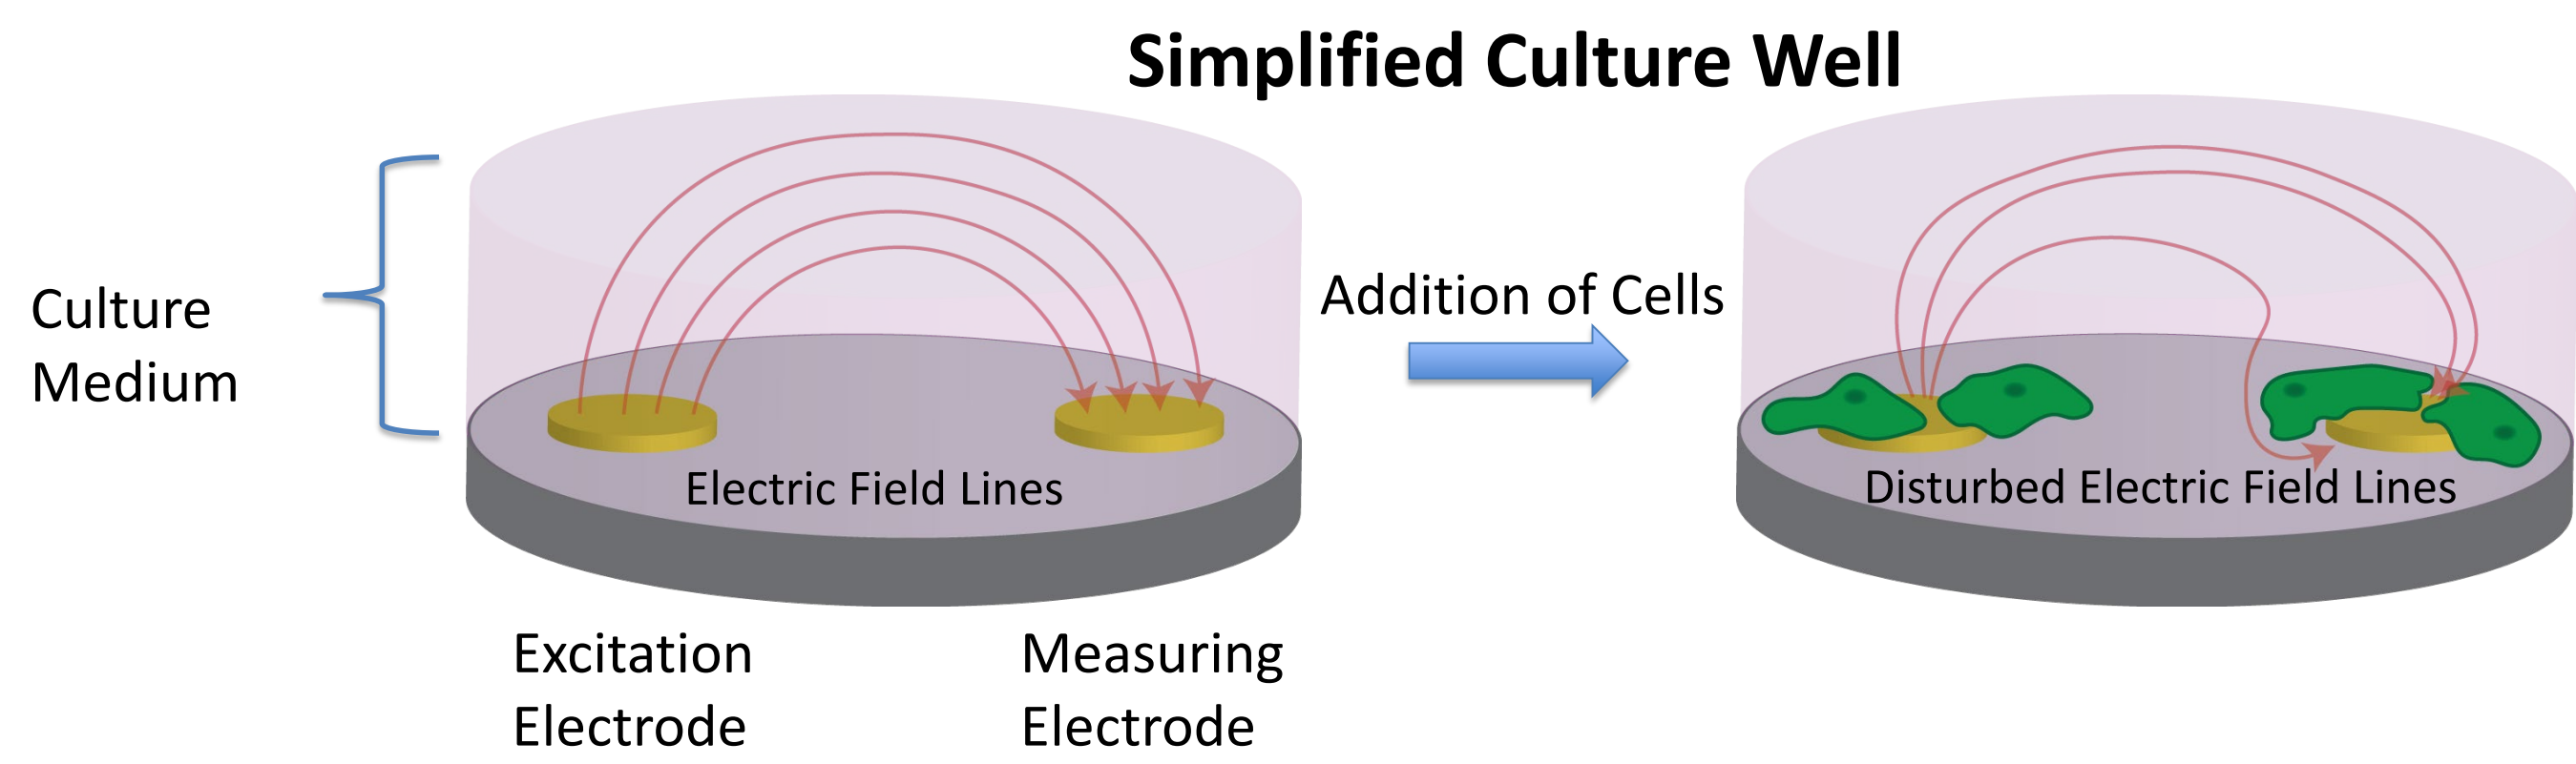 Simplified Culture Well
Culture
Medium
Addition of Cells
Electric Field Lines
Disturbed Electric Field Lines
Excitation
Electrode
Measuring
Electrode